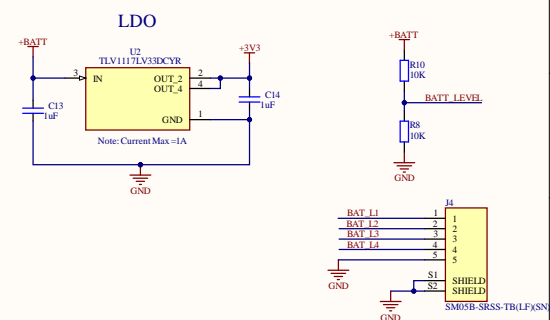 LDO
+BATT
U2
TLV1117LV33DCYR
+3V3
3
IN
OUT_2
2
OUT_4
4
GND
1
C13
1uF
C14
1uF
Note: Current Max =1A
GND
+BATT
R10
10K
BATT_LEVEL
R8
10K
GND
J4
BAT_L1
1
1
BAT_L2
2
2
BAT_L3
3
3
BAT_L4
4
4
5
5
GND
S1
SHIELD
S2
SHIELD
GND
SM05B-SRSS-TB(LF)(SN)